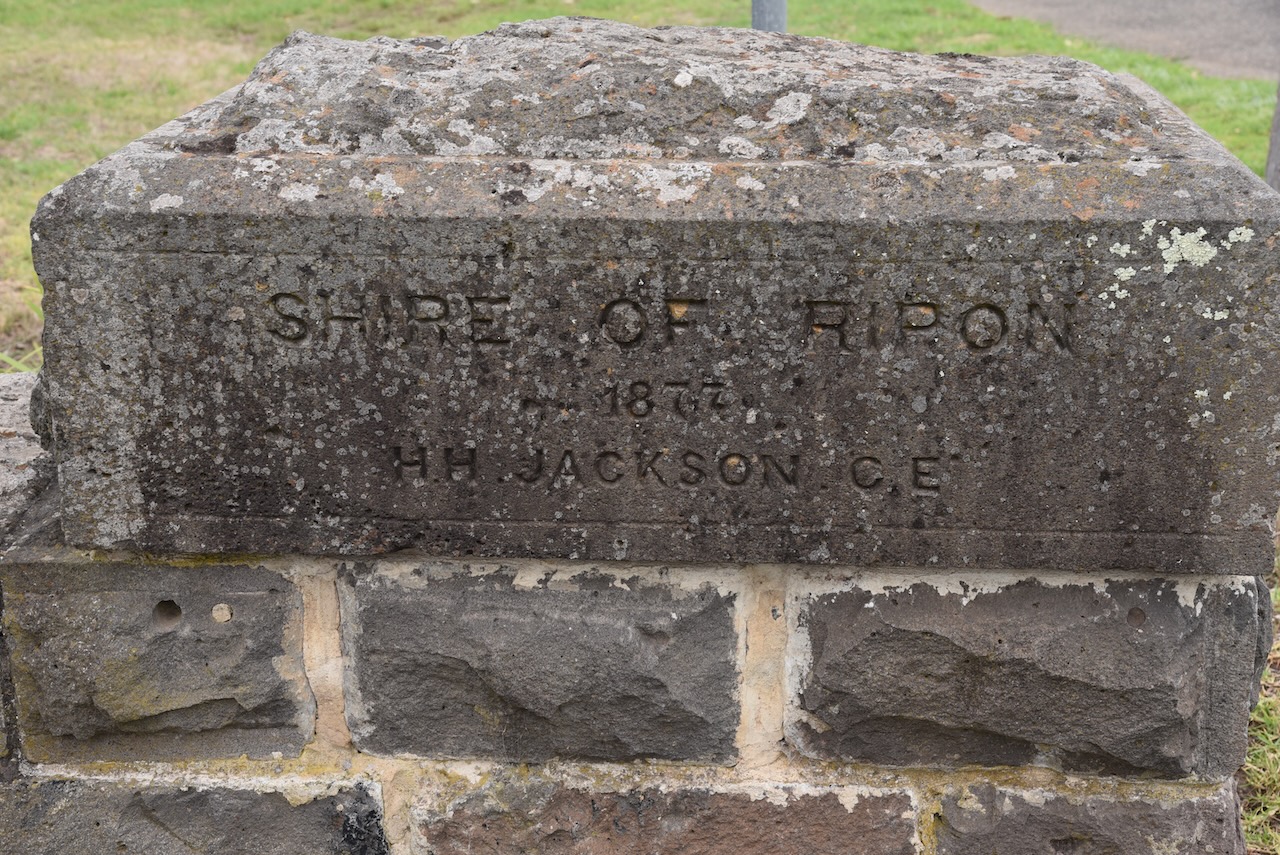 SHIRE OF RIPON
1877
H.H. JACKSON. C.E.